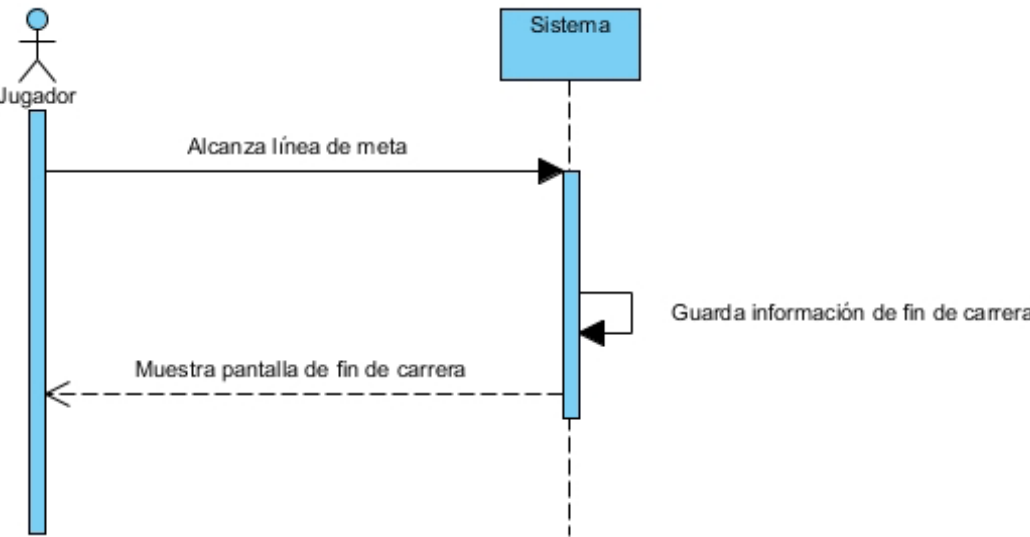 Sistema
Jugador
Alcanza línea de meta
Guarda información de fin de carrera
Muestra pantalla de fin de carrera